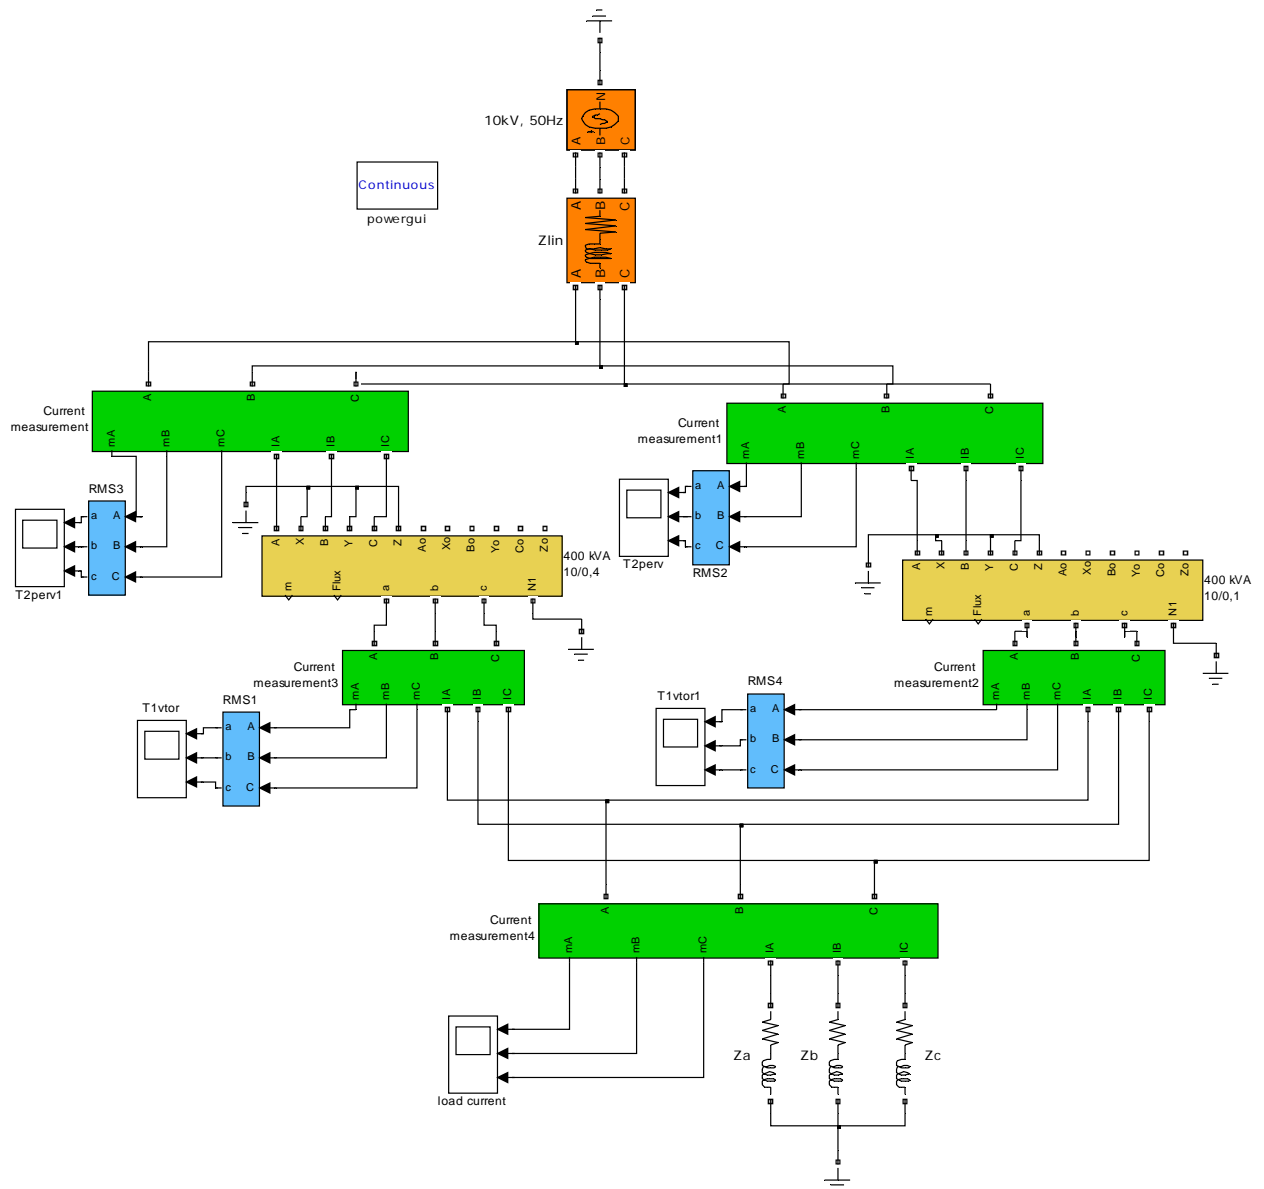 N
10kV, 50Hz
A B C
Continuous
powergui
A B C
Zlin
A B C
A B C
Current
measurement
mA mB mC IA IB IC
A B C
Current
measurement1
mA mB mC IA IB IC
RMS3
a A
b B
c C
T2perv1
A X B Y C Z Ao Xo Bo Yo Co Zo
400 kVA
10/0,4
m Flux a b c N1
a A
b B
c C
T2perv
RMS2
A X B Y C Z Ao Xo Bo Yo Co Zo
400 kVA
10/0,1
m Flux a b c N1
A B C
Current
measurement3
mA mB mC IA IB IC
A B C
Current
measurement2
mA mB mC IA IB IC
T1vtor
RMS1
a A
b B
c C
T1vtor1
RMS4
a A
b B
c C
A B C
Current
measurement4
mA mB mC IA IB IC
load current
Za Zb Zc